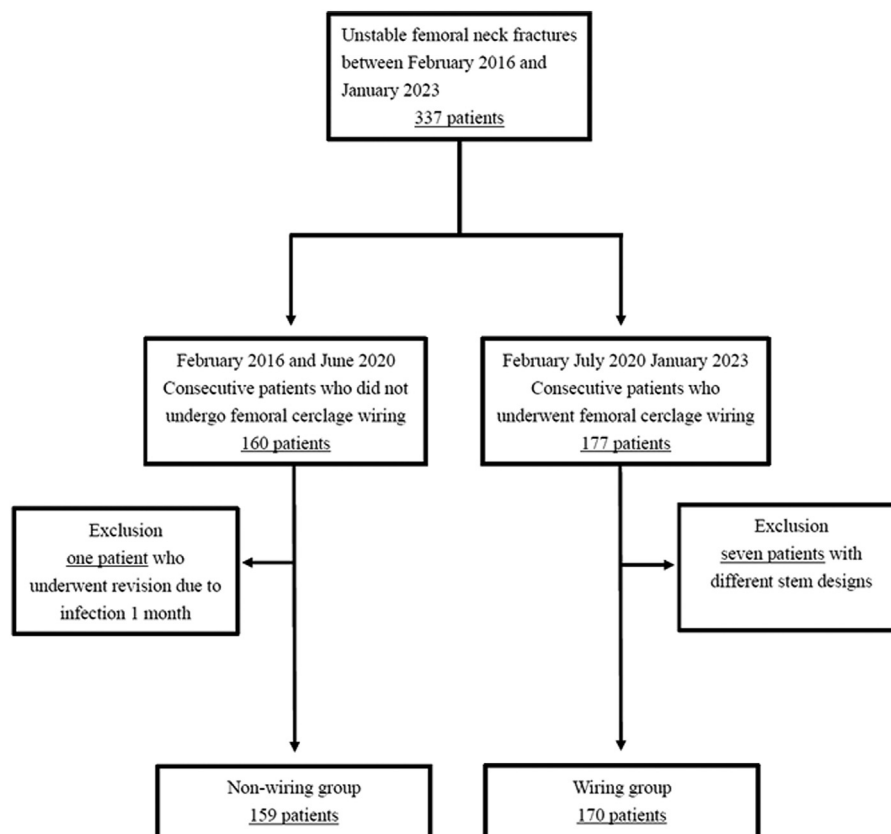 Unstable femoral neck fractures
between February 2016 and
January 2023
337 patients
February 2016 and June 2020
Consecutive patients who did not
undergo femoral cerclage wiring
160 patients
February July 2020 January 2023
Consecutive patients who
underwent femoral cerclage wiring
177 patients
Exclusion
one patient who
underwent revision due to
infection 1 month
Exclusion
seven patients with
different stem designs
Non-wiring group
159 patients
Wiring group
170 patients